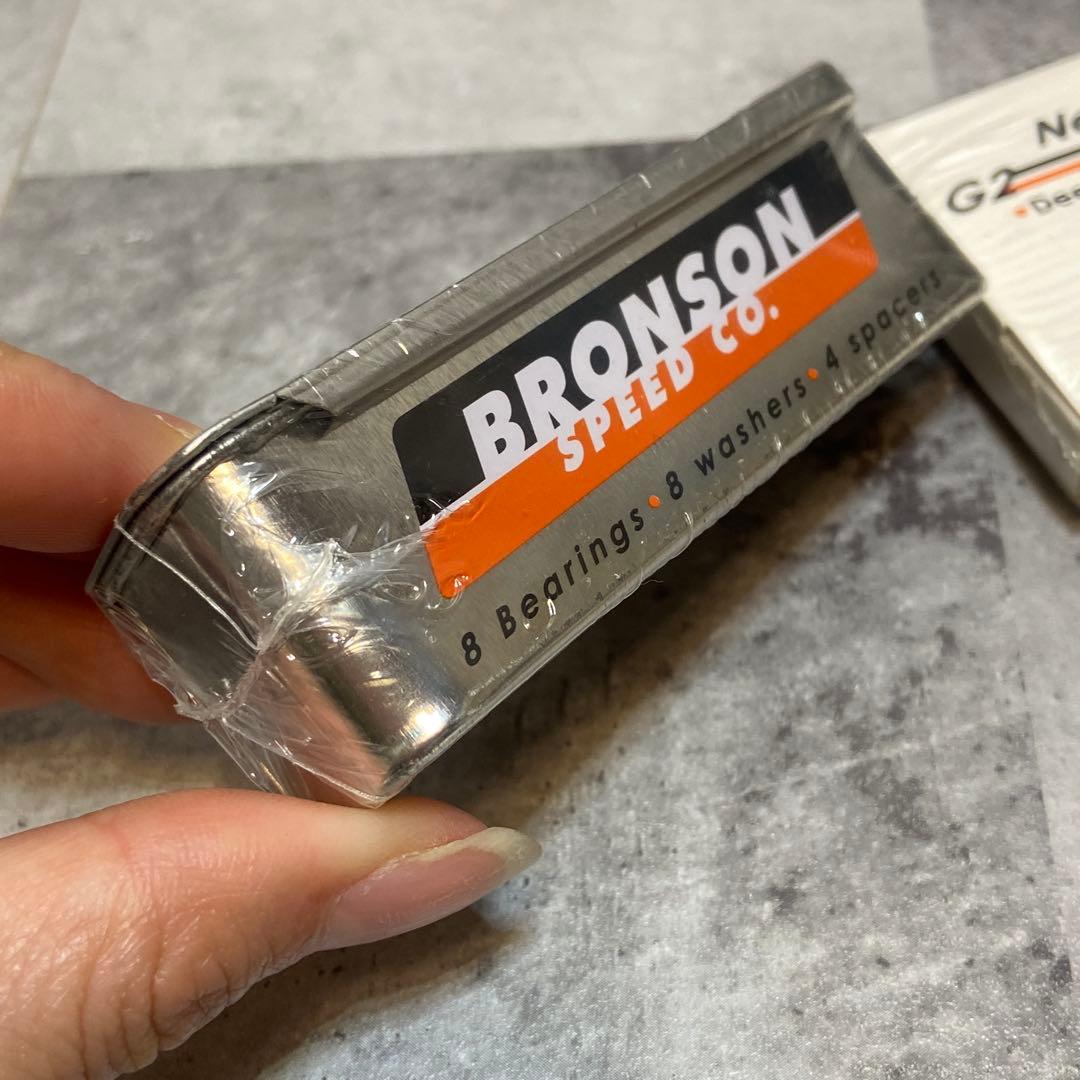 BRONSON
SPEED CO.
8 Bearings • 8 washers • 4 spacers
G2